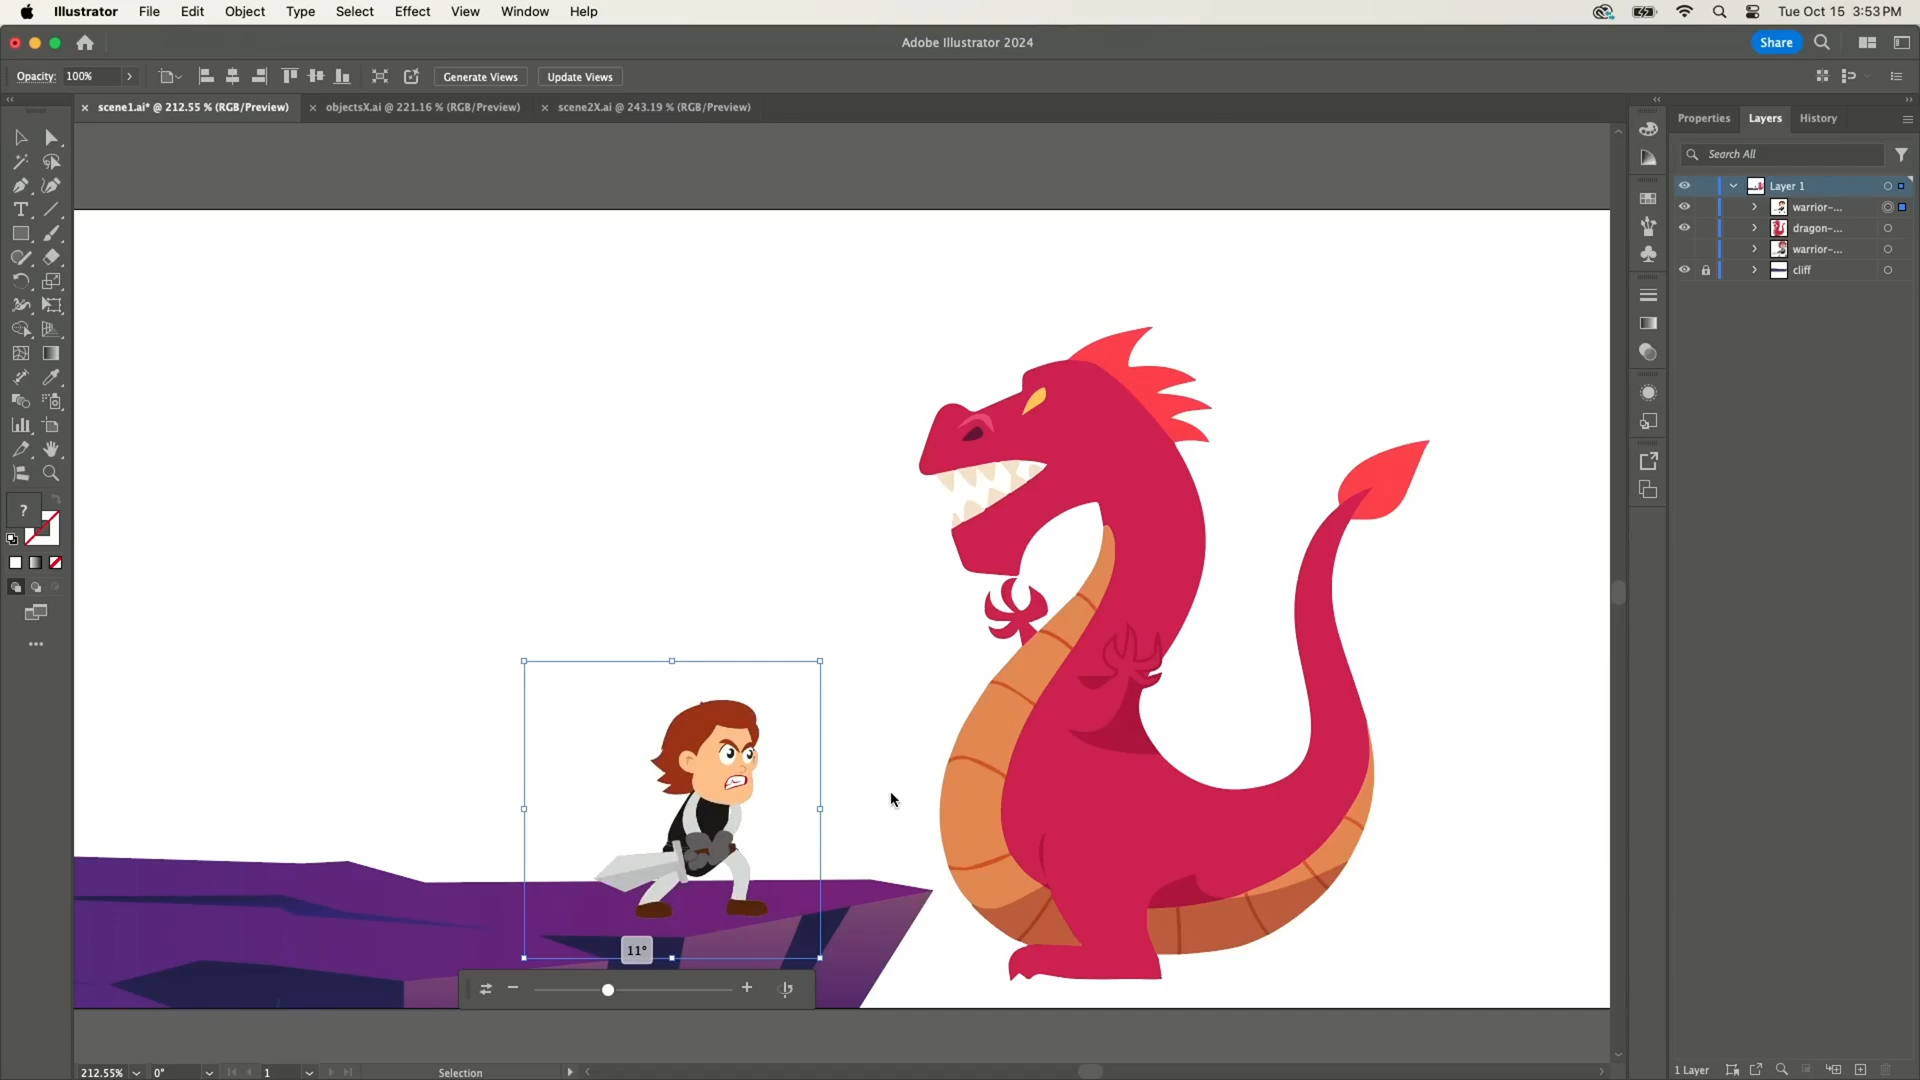 Illustrator File Edit Object Type Select Effect View Window Help Tue Oct 15 3:53 PM
Adobe Illustrator 2024 Share
Opacity: 100% Generate Views Update Views
scene1.ai* @ 212.55 % (RGB/Preview) objectsX.ai @ 221.16 % (RGB/Preview) scene2X.ai @ 243.19 % (RGB/Preview)
Properties Layers History
Search All
Layer 1
warrior-...
dragon-...
warrior-...
cliff
?
11°
212.55% 0° 1 Selection 1 Layer